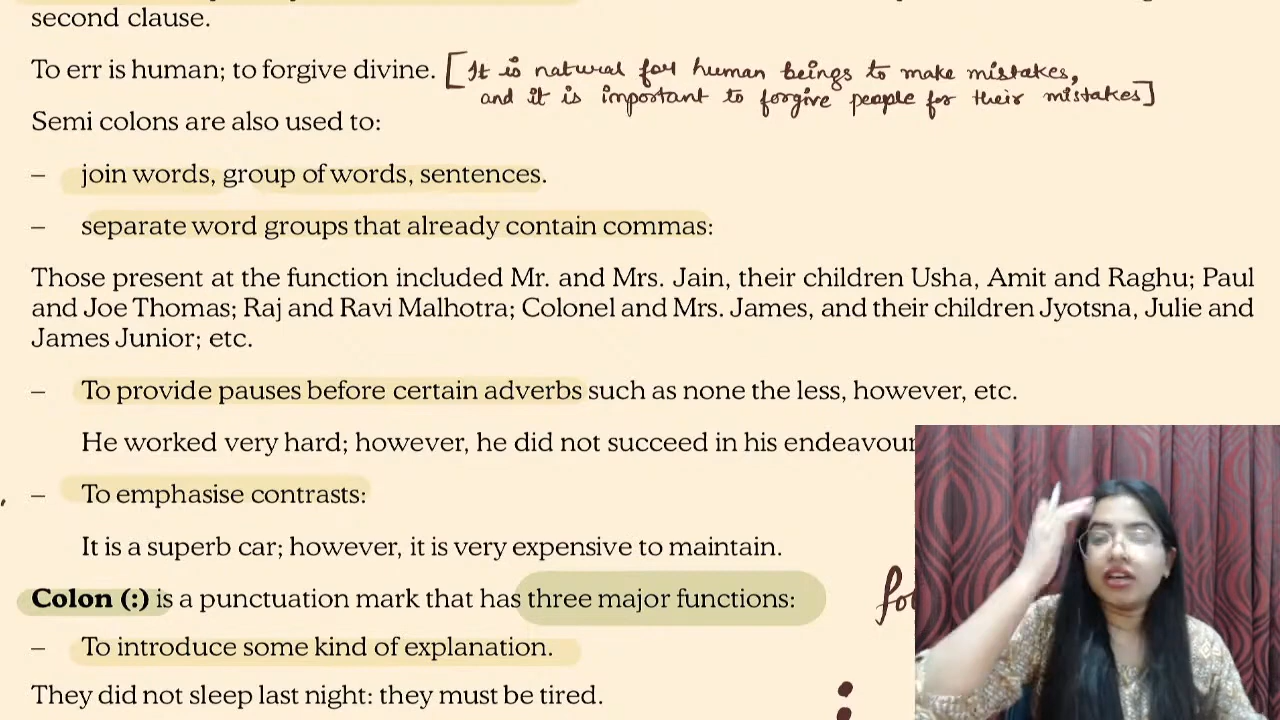 second clause.
To err is human; to forgive divine. [It is natural for human beings to make mistakes,
and it is important to forgive people for their mistakes]
Semi colons are also used to:
– join words, group of words, sentences.
– separate word groups that already contain commas:
Those present at the function included Mr. and Mrs. Jain, their children Usha, Amit and Raghu; Paul
and Joe Thomas; Raj and Ravi Malhotra; Colonel and Mrs. James, and their children Jyotsna, Julie and
James Junior; etc.
– To provide pauses before certain adverbs such as none the less, however, etc.
He worked very hard; however, he did not succeed in his endeavour
– To emphasise contrasts:
It is a superb car; however, it is very expensive to maintain.
Colon (:) is a punctuation mark that has three major functions:
– To introduce some kind of explanation.
They did not sleep last night: they must be tired.
: